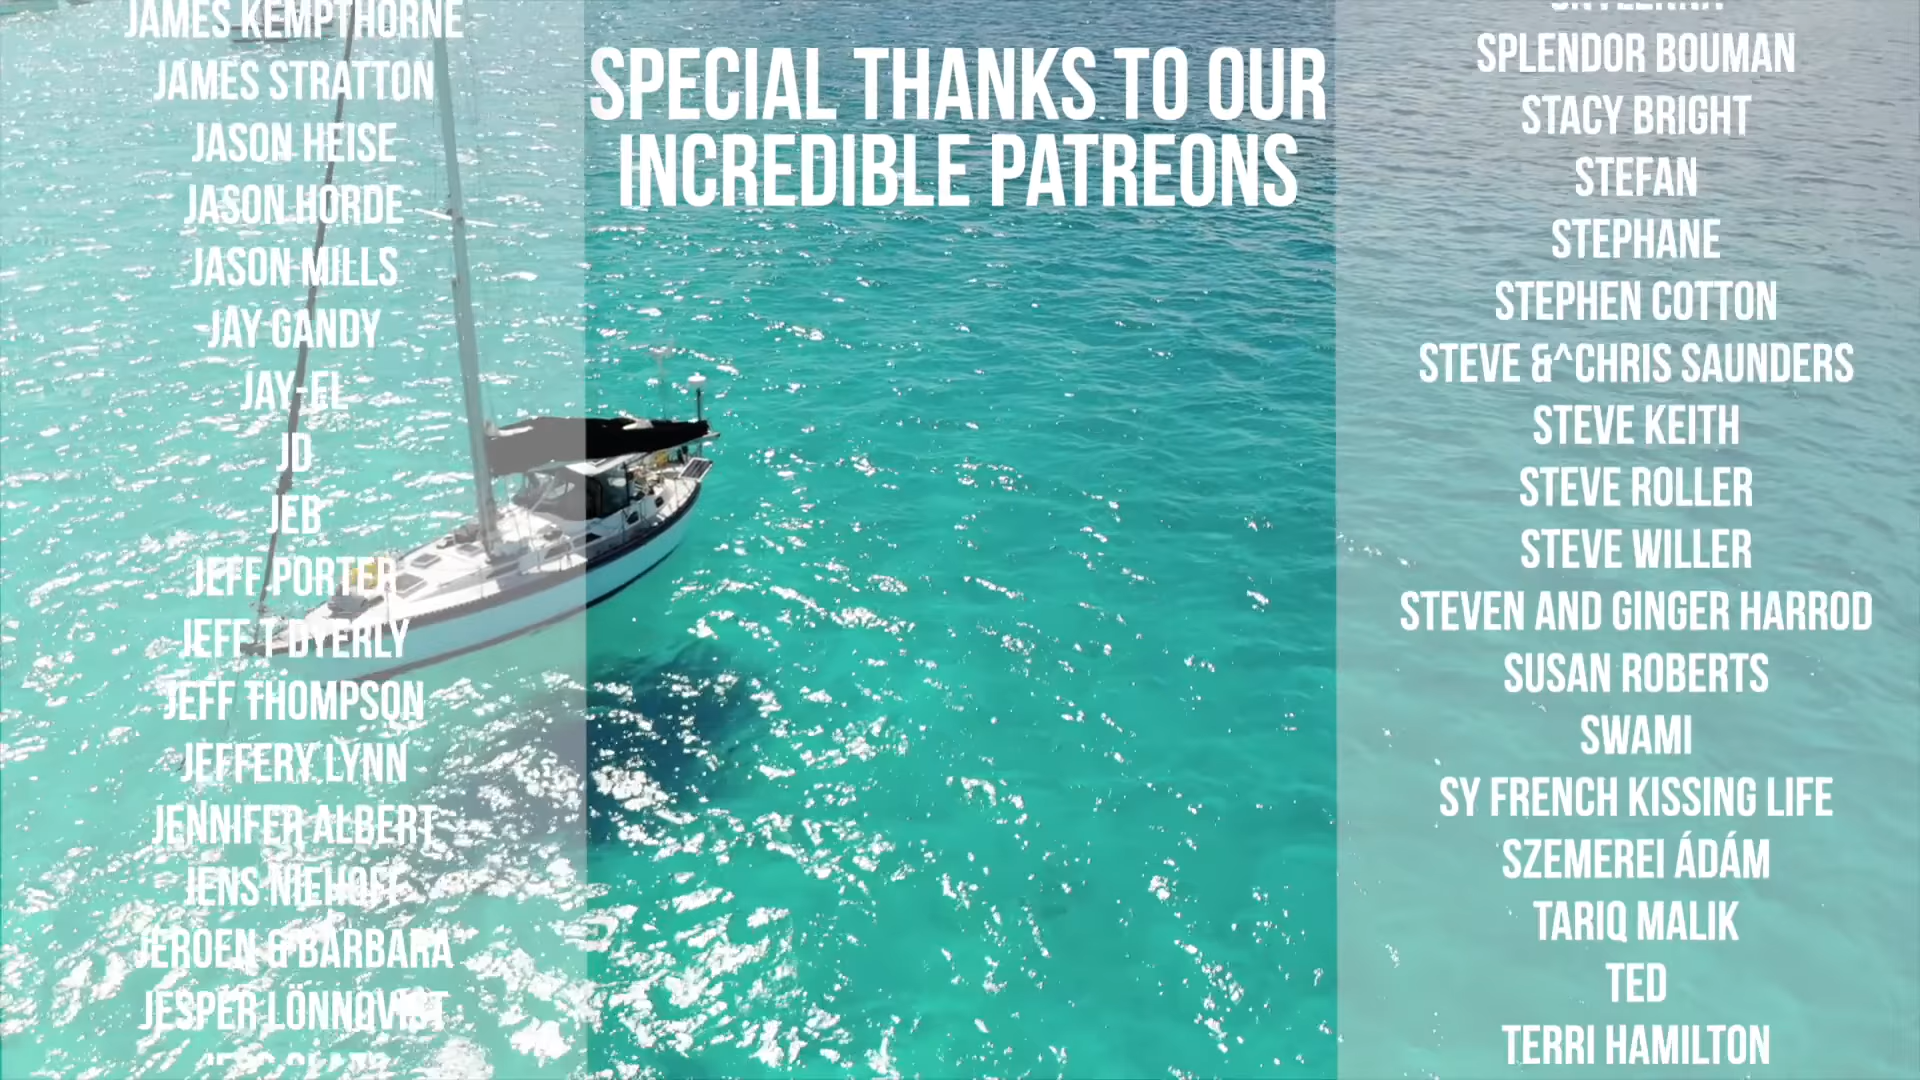 SPECIAL THANKS TO OUR
INCREDIBLE PATREONS
JAMES KEMPTHORNE
JAMES STRATTON
JASON HEISE
JASON HORDE
JASON MILLS
JAY GANDY
JAY-EL
JD
JEB
JEFF PORTER
JEFF T DYERLY
JEFF THOMPSON
JEFFERY LYNN
JENNIFER ALBERT
JENS NIEHOFF
JEROEN & BARBARA
JESPER LÖNNQVIST
SPLENDOR BOUMAN
STACY BRIGHT
STEFAN
STEPHANE
STEPHEN COTTON
STEVE &^CHRIS SAUNDERS
STEVE KEITH
STEVE ROLLER
STEVE WILLER
STEVEN AND GINGER HARROD
SUSAN ROBERTS
SWAMI
SY FRENCH KISSING LIFE
SZEMEREI ÁDÁM
TARIQ MALIK
TED
TERRI HAMILTON